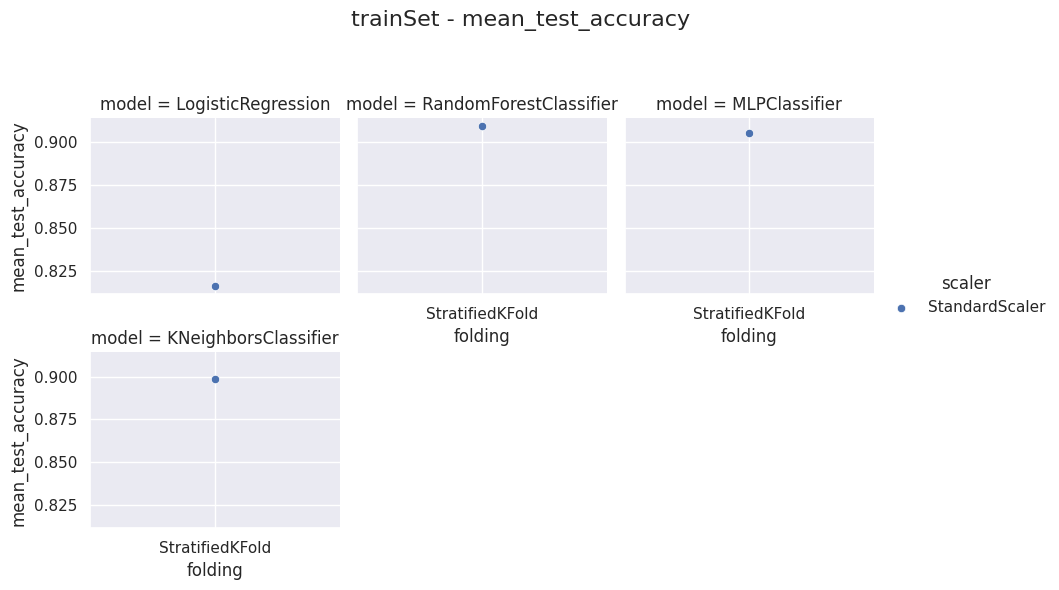 trainSet - mean_test_accuracy
model = LogisticRegression
model = RandomForestClassifier
model = MLPClassifier
mean_test_accuracy
0.900
0.875
0.850
0.825
StratifiedKFold
folding
StratifiedKFold
folding
scaler
StandardScaler
model = KNeighborsClassifier
mean_test_accuracy
0.900
0.875
0.850
0.825
StratifiedKFold
folding